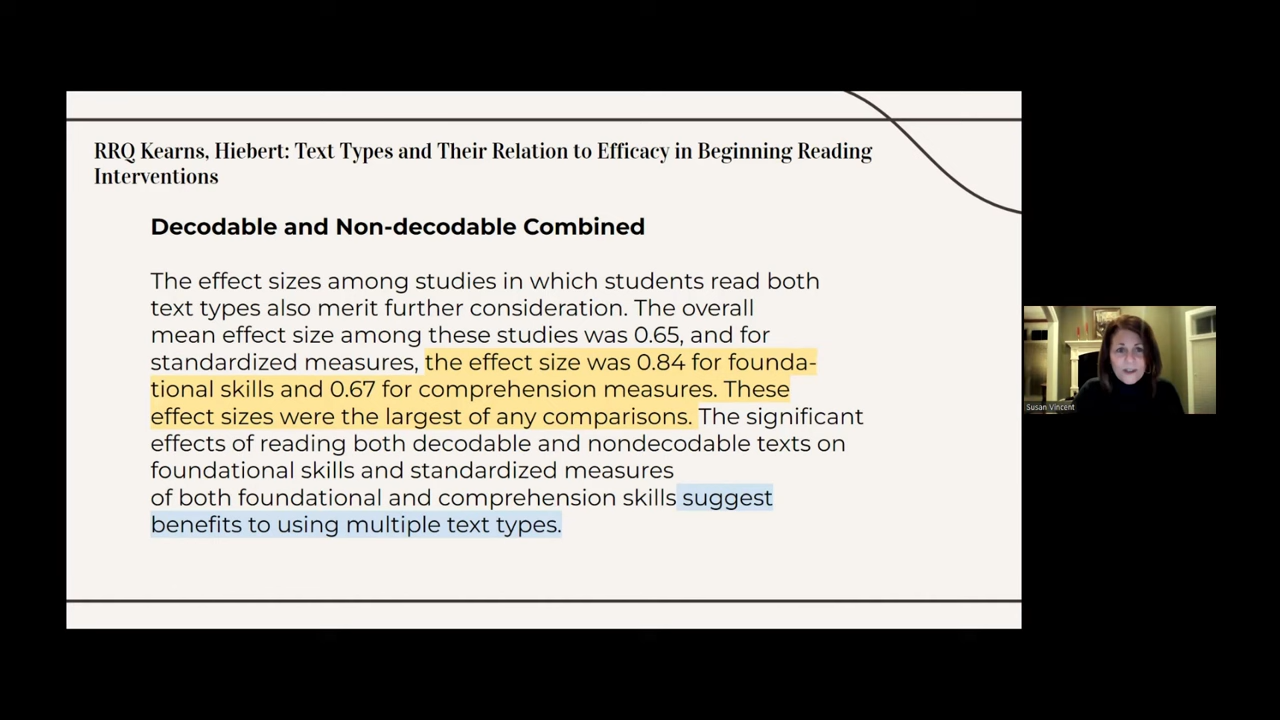 RRQ Kearns, Hiebert: Text Types and Their Relation to Efficacy in Beginning Reading
Interventions
Decodable and Non-decodable Combined
The effect sizes among studies in which students read both
text types also merit further consideration. The overall
mean effect size among these studies was 0.65, and for
standardized measures, the effect size was 0.84 for founda-
tional skills and 0.67 for comprehension measures. These
effect sizes were the largest of any comparisons. The significant
effects of reading both decodable and nondecodable texts on
foundational skills and standardized measures
of both foundational and comprehension skills suggest
benefits to using multiple text types.
Susan Vincent